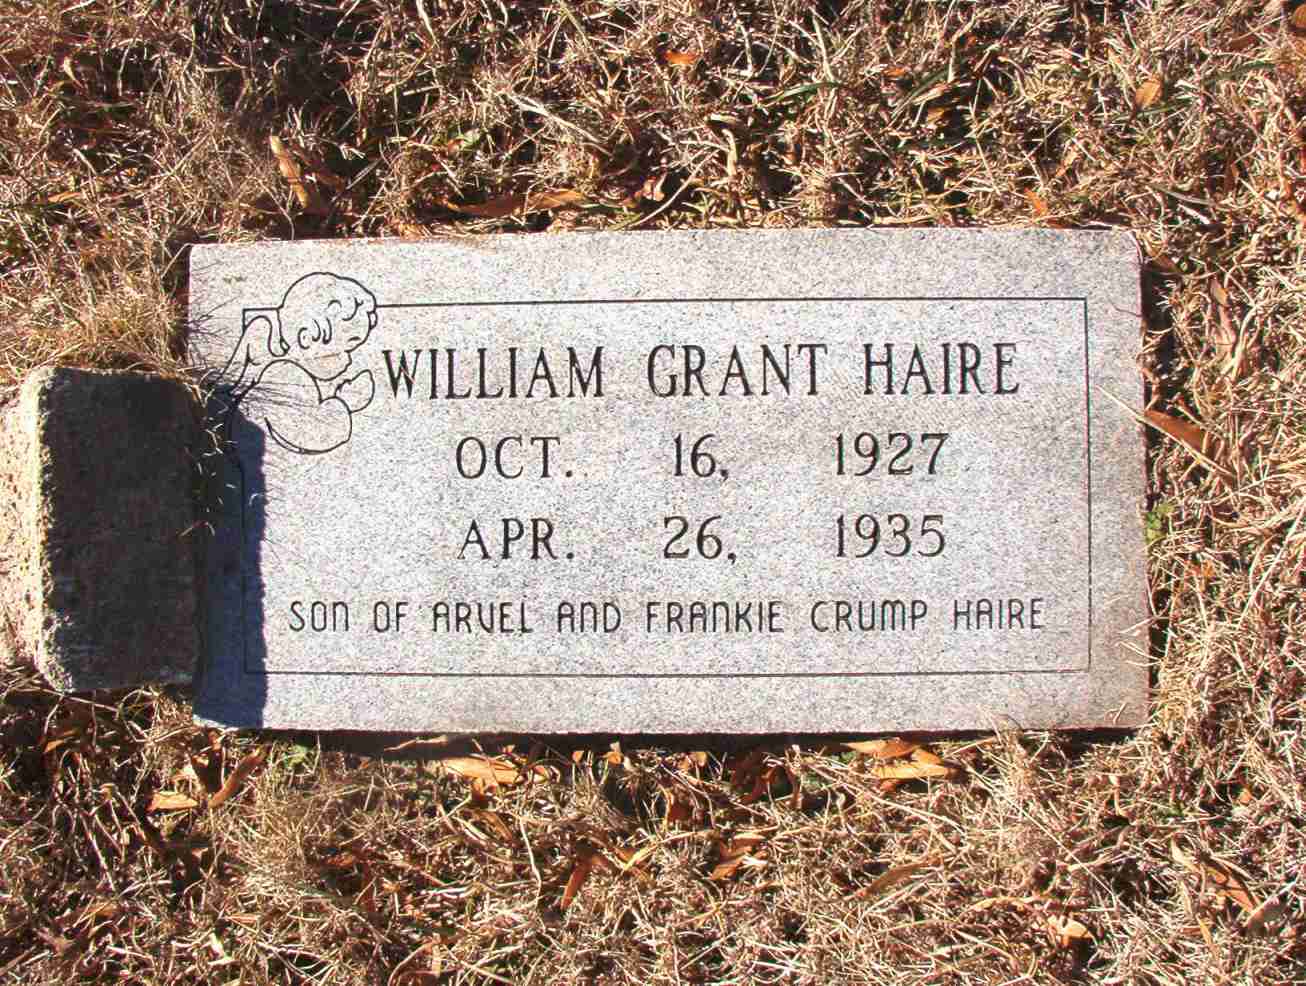 WILLIAM GRANT HAIRE
OCT. 16, 1927
APR. 26, 1935
SON OF ARVEL AND FRANKIE CRUMP HAIRE